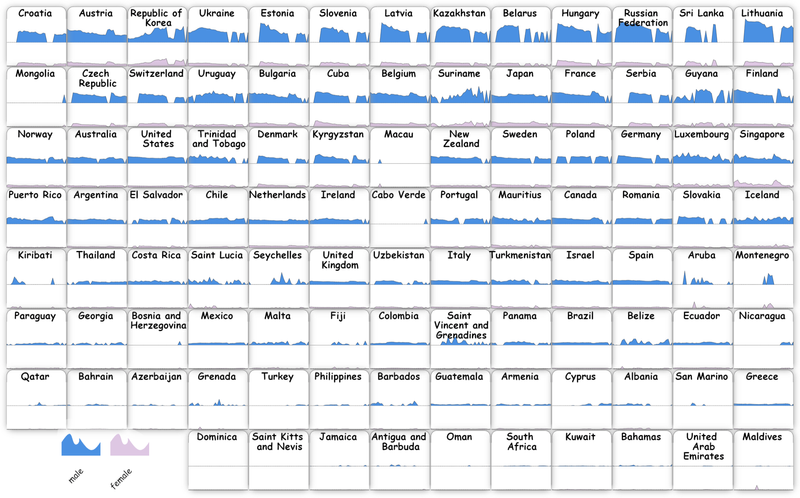 Croatia
Austria
Republic of
Korea
Ukraine
Estonia
Slovenia
Latvia
Kazakhstan
Belarus
Hungary
Russian
Federation
Sri Lanka
Lithuania
Mongolia
Czech
Republic
Switzerland
Uruguay
Bulgaria
Cuba
Belgium
Suriname
Japan
France
Serbia
Guyana
Finland
Norway
Australia
United
States
Trinidad
and Tobago
Denmark
Kyrgyzstan
Macau
New
Zealand
Sweden
Poland
Germany
Luxembourg
Singapore
Puerto Rico
Argentina
El Salvador
Chile
Netherlands
Ireland
Cabo Verde
Portugal
Mauritius
Canada
Romania
Slovakia
Iceland
Kiribati
Thailand
Costa Rica
Saint Lucia
Seychelles
United
Kingdom
Uzbekistan
Italy
Turkmenistan
Israel
Spain
Aruba
Montenegro
Paraguay
Georgia
Bosnia and
Herzegovina
Mexico
Malta
Fiji
Colombia
Saint
Vincent and
Grenadines
Panama
Brazil
Belize
Ecuador
Nicaragua
Qatar
Bahrain
Azerbaijan
Grenada
Turkey
Philippines
Barbados
Guatemala
Armenia
Cyprus
Albania
San Marino
Greece
Dominica
Saint Kitts
and Nevis
Jamaica
Antigua and
Barbuda
Oman
South
Africa
Kuwait
Bahamas
United
Arab
Emirates
Maldives
male
female